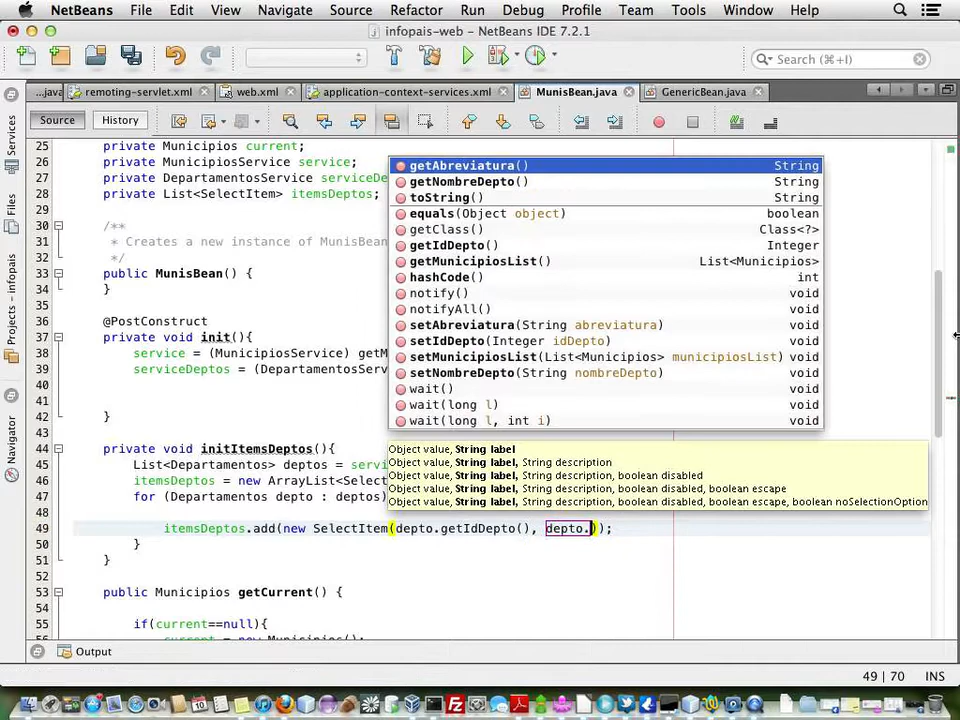 NetBeans File Edit View Navigate Source Refactor Run Debug Profile Team Tools Window Help
infopais-web – NetBeans IDE 7.2.1
Search (⌘+I)
...java remoting-servlet.xml web.xml application-context-services.xml MunisBean.java GenericBean.java
Source History
Services
Files
Projects - infopais
Navigator
25 private Municipios current;
26 private MunicipiosService service;
27 private DepartamentosService serviceDe
28 private List<SelectItem> itemsDeptos;
29
30 /**
31 * Creates a new instance of MunisBean
32 */
33 public MunisBean() {
34 }
35
36 @PostConstruct
37 private void init(){
38 service = (MunicipiosService) getM
39 serviceDeptos = (DepartamentosServ
40
41
42 }
43
44 private void initItemsDeptos(){
45 List<Departamentos> deptos = servi
46 itemsDeptos = new ArrayList<Select
47 for (Departamentos depto : deptos)
48
49 itemsDeptos.add(new SelectItem(depto.getIdDepto(), depto.));
50 }
51 }
52
53 public Municipios getCurrent() {
54
55 if(current==null){
56 current = new Municipios();
getAbreviatura() String
getNombreDepto() String
toString() String
equals(Object object) boolean
getClass() Class<?>
getIdDepto() Integer
getMunicipiosList() List<Municipios>
hashCode() int
notify() void
notifyAll() void
setAbreviatura(String abreviatura) void
setIdDepto(Integer idDepto) void
setMunicipiosList(List<Municipios> municipiosList) void
setNombreDepto(String nombreDepto) void
wait() void
wait(long l) void
wait(long l, int i) void
Object value, String label
Object value, String label, String description
Object value, String label, String description, boolean disabled
Object value, String label, String description, boolean disabled, boolean escape
Object value, String label, String description, boolean disabled, boolean escape, boolean noSelectionOption
Output
49 | 70 INS